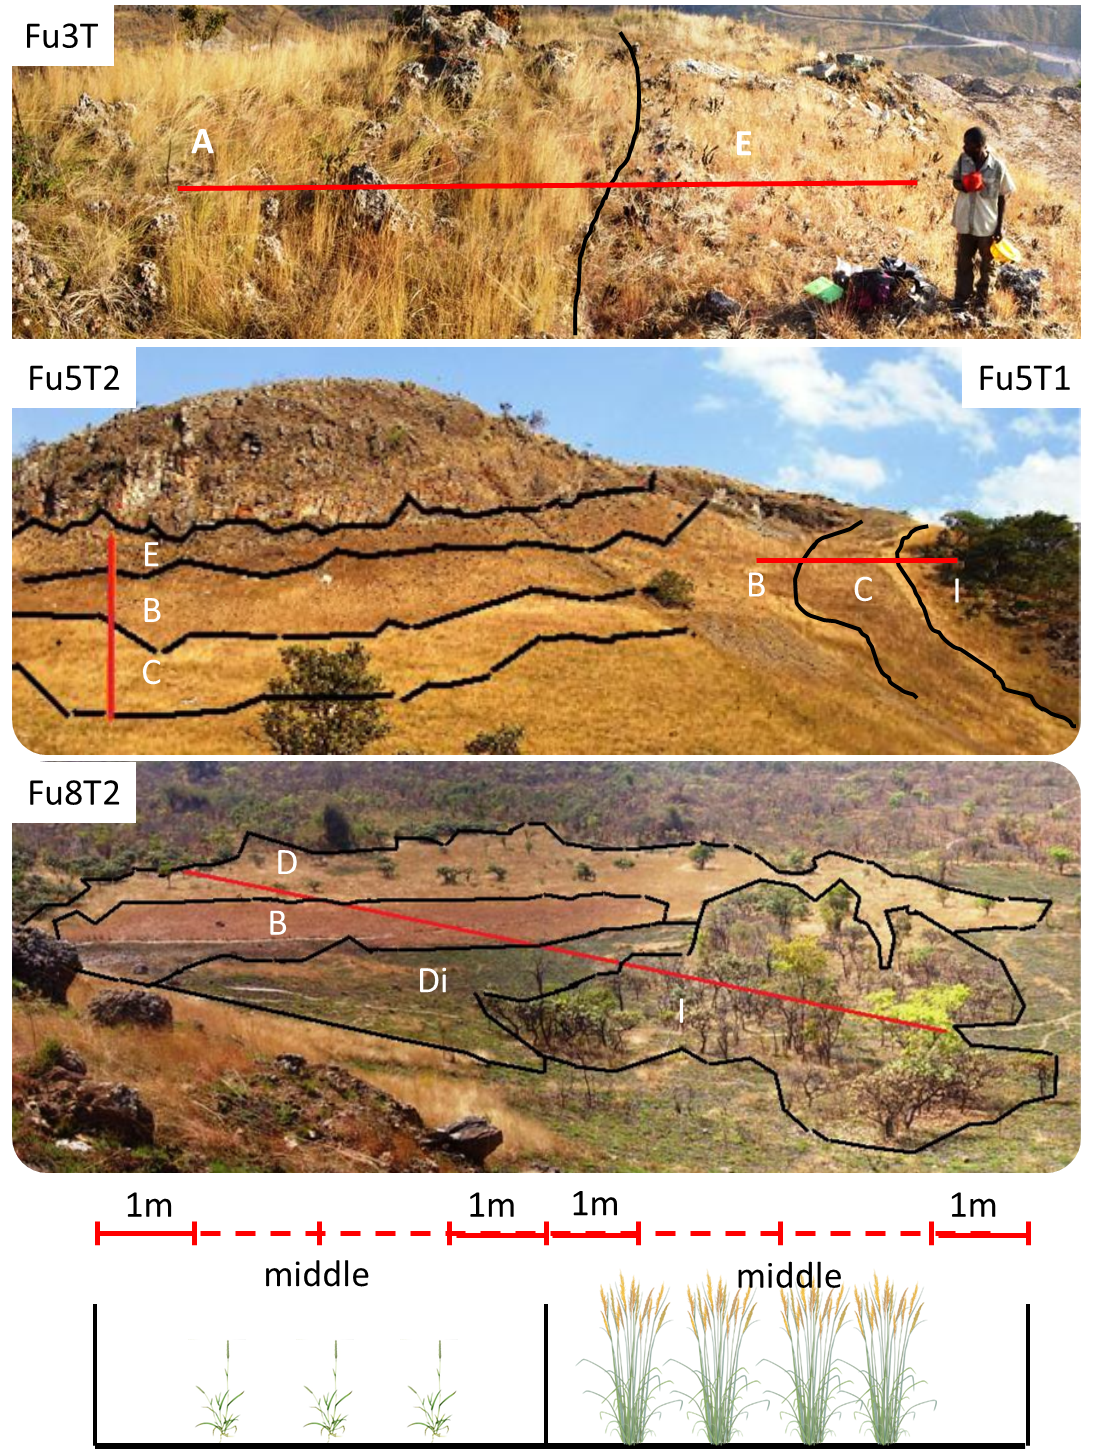 Fu3T
A E
Fu5T2 Fu5T1
E
B
C
B C I
Fu8T2
D
B
Di
I
1m 1m 1m 1m
middle middle